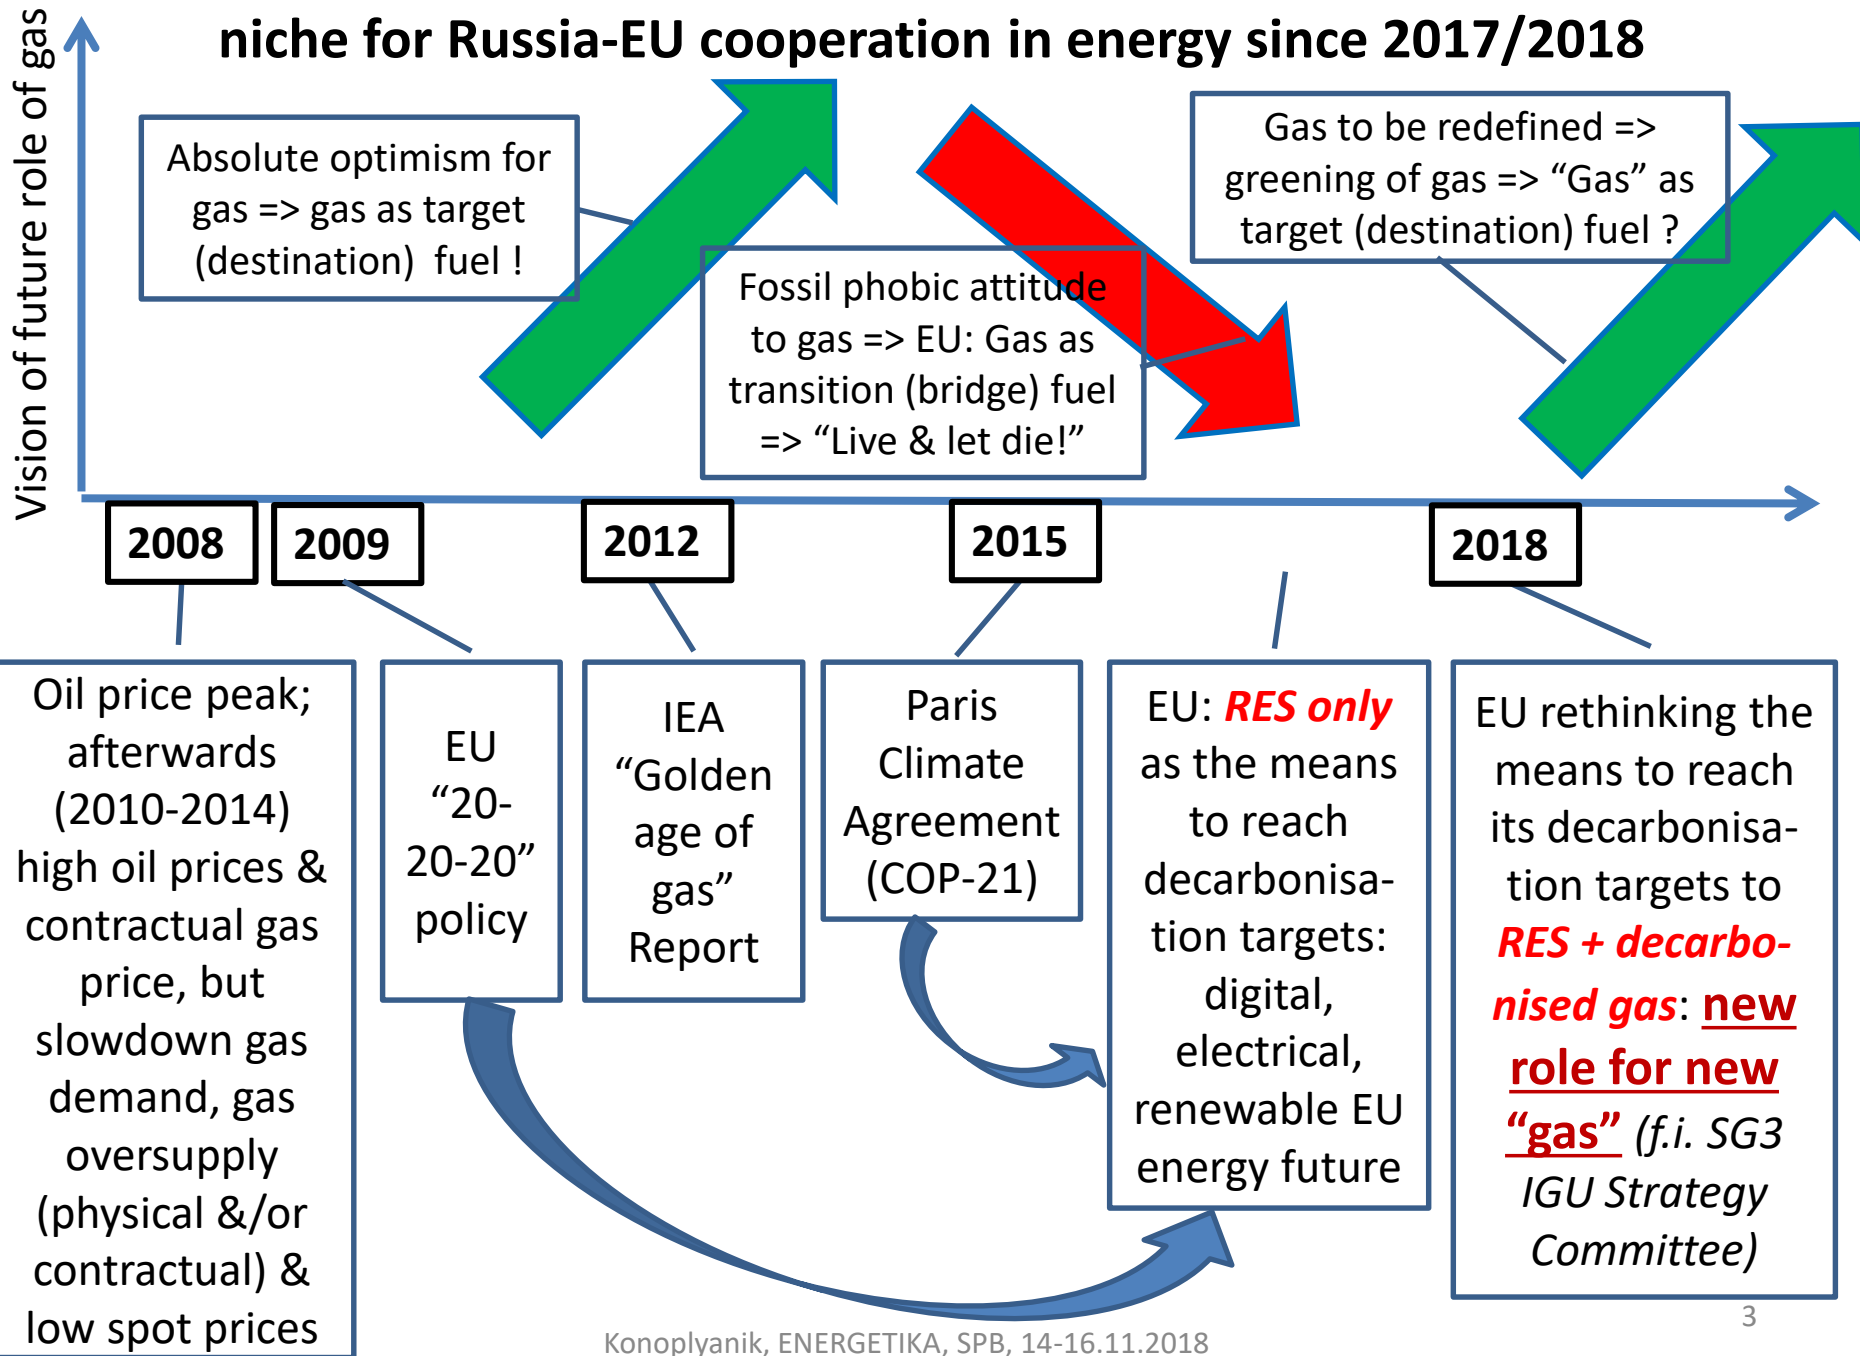 niche for Russia-EU cooperation in energy since 2017/2018
Vision of future role of gas
Absolute optimism for
gas => gas as target
(destination)  fuel !
Fossil phobic attitude
to gas => EU: Gas as
transition (bridge) fuel
=> “Live & let die!”
Gas to be redefined =>
greening of gas => “Gas” as
target (destination) fuel ?
2008
2009
2012
2015
2018
Oil price peak;
afterwards
(2010-2014)
high oil prices &
contractual gas
price, but
slowdown gas
demand, gas
oversupply
(physical &/or
contractual) &
low spot prices
EU
“20-
20-20”
policy
IEA
“Golden
age of
gas”
Report
Paris
Climate
Agreement
(COP-21)
EU: RES only
as the means
to reach
decarbonisa-
tion targets:
digital,
electrical,
renewable EU
energy future
EU rethinking the
means to reach
its decarbonisa-
tion targets to
RES + decarbo-
nised gas: new
role for new
“gas” (f.i. SG3
IGU Strategy
Committee)
Konoplyanik, ENERGETIKA, SPB, 14-16.11.2018
3